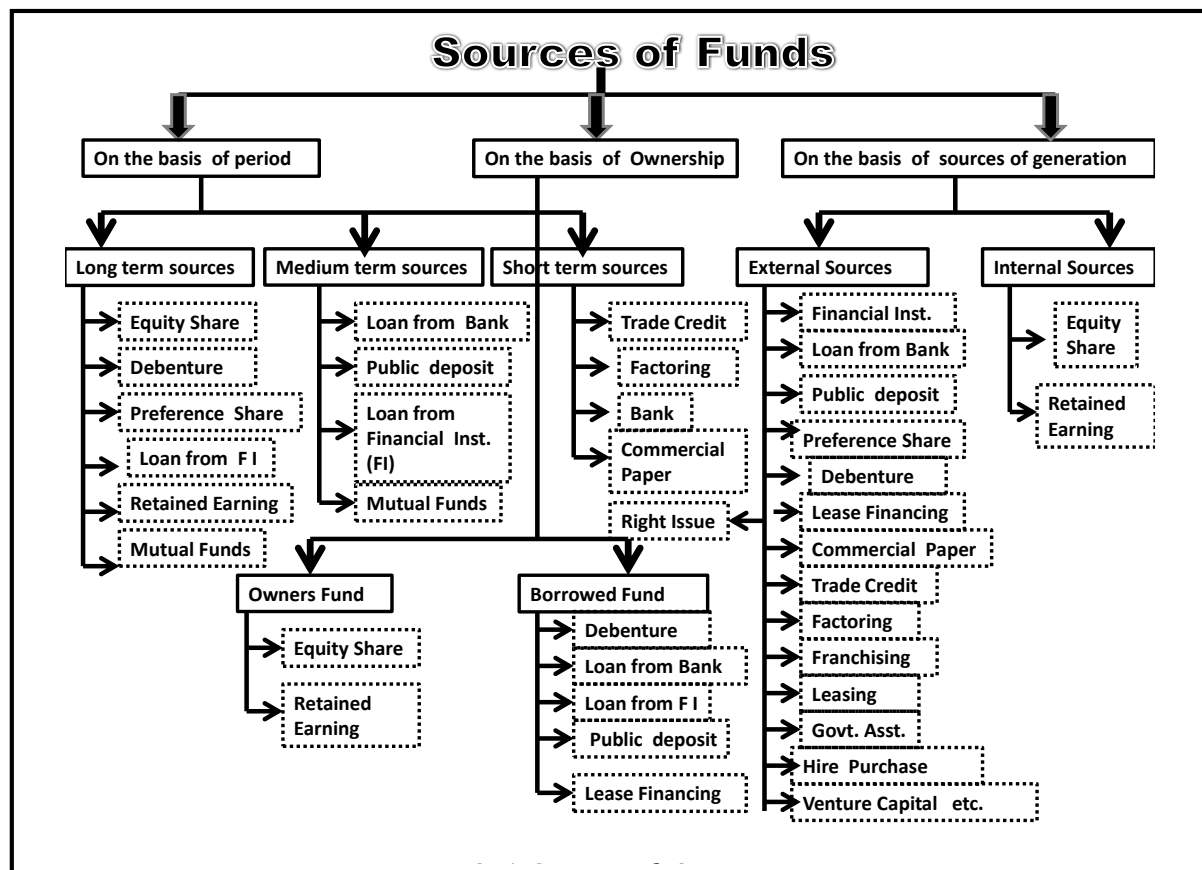 Sources of Funds
On the basis of period
On the basis of Ownership
On the basis of sources of generation
Long term sources
Medium term sources
Short term sources
External Sources
Internal Sources
Equity Share
Debenture
Preference Share
Loan from F I
Retained Earning
Mutual Funds
Loan from Bank
Public deposit
Loan from
Financial Inst.
(FI)
Mutual Funds
Trade Credit
Factoring
Bank
Commercial
Paper
Right Issue
Financial Inst.
Loan from Bank
Public deposit
Preference Share
Debenture
Lease Financing
Commercial Paper
Trade Credit
Factoring
Franchising
Leasing
Govt. Asst.
Hire Purchase
Venture Capital etc.
Equity
Share
Retained
Earning
Owners Fund
Equity Share
Retained
Earning
Borrowed Fund
Debenture
Loan from Bank
Loan from F I
Public deposit
Lease Financing